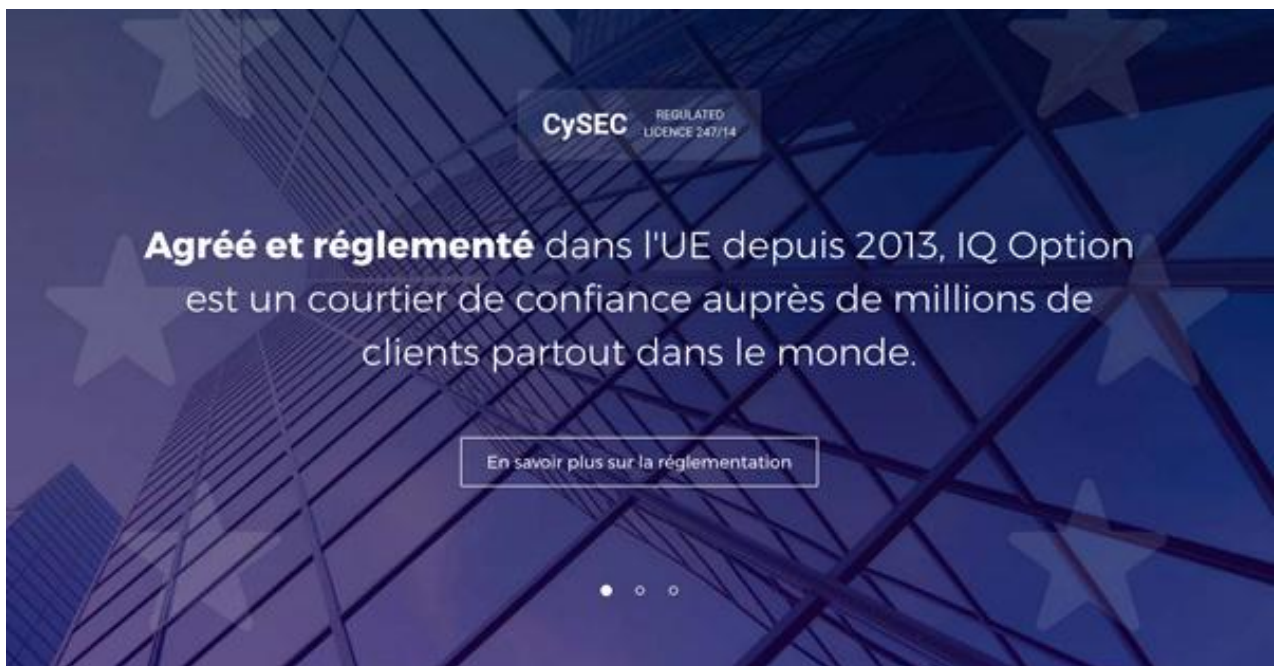 CySEC
REGULATED
LICENCE 247/14
Agréé et réglementé dans l'UE depuis 2013, IQ Option
est un courtier de confiance auprès de millions de
clients partout dans le monde.
En savoir plus sur la réglementation